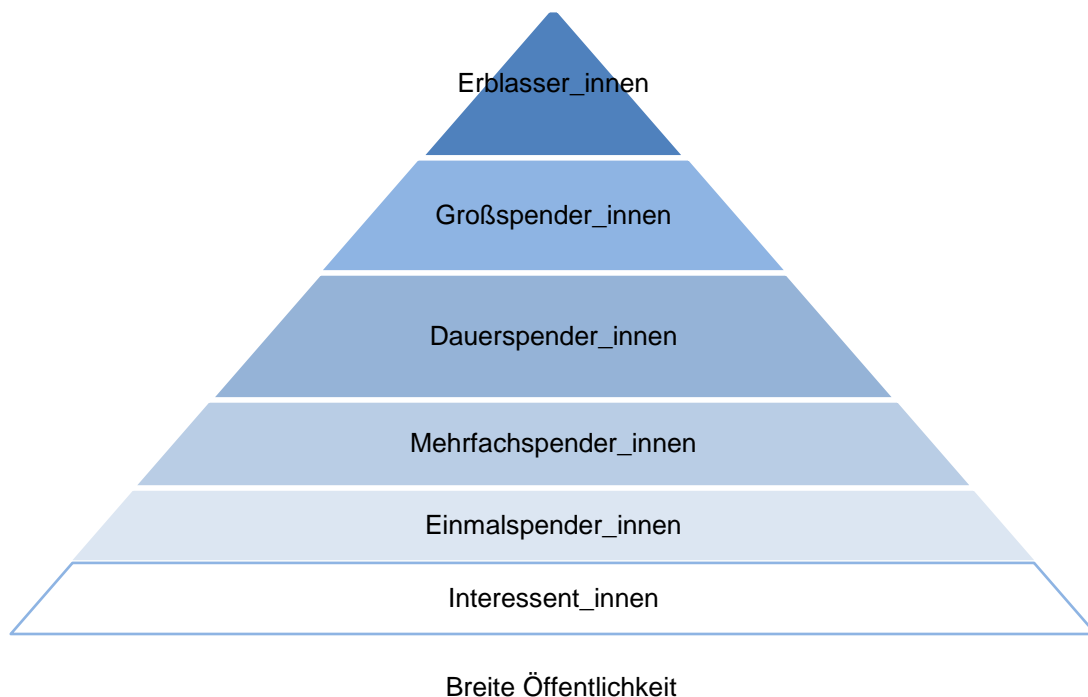 Erblasser_innen
Großspender_innen
Dauerspender_innen
Mehrfachspender_innen
Einmalspender_innen
Interessent_innen
Breite Öffentlichkeit